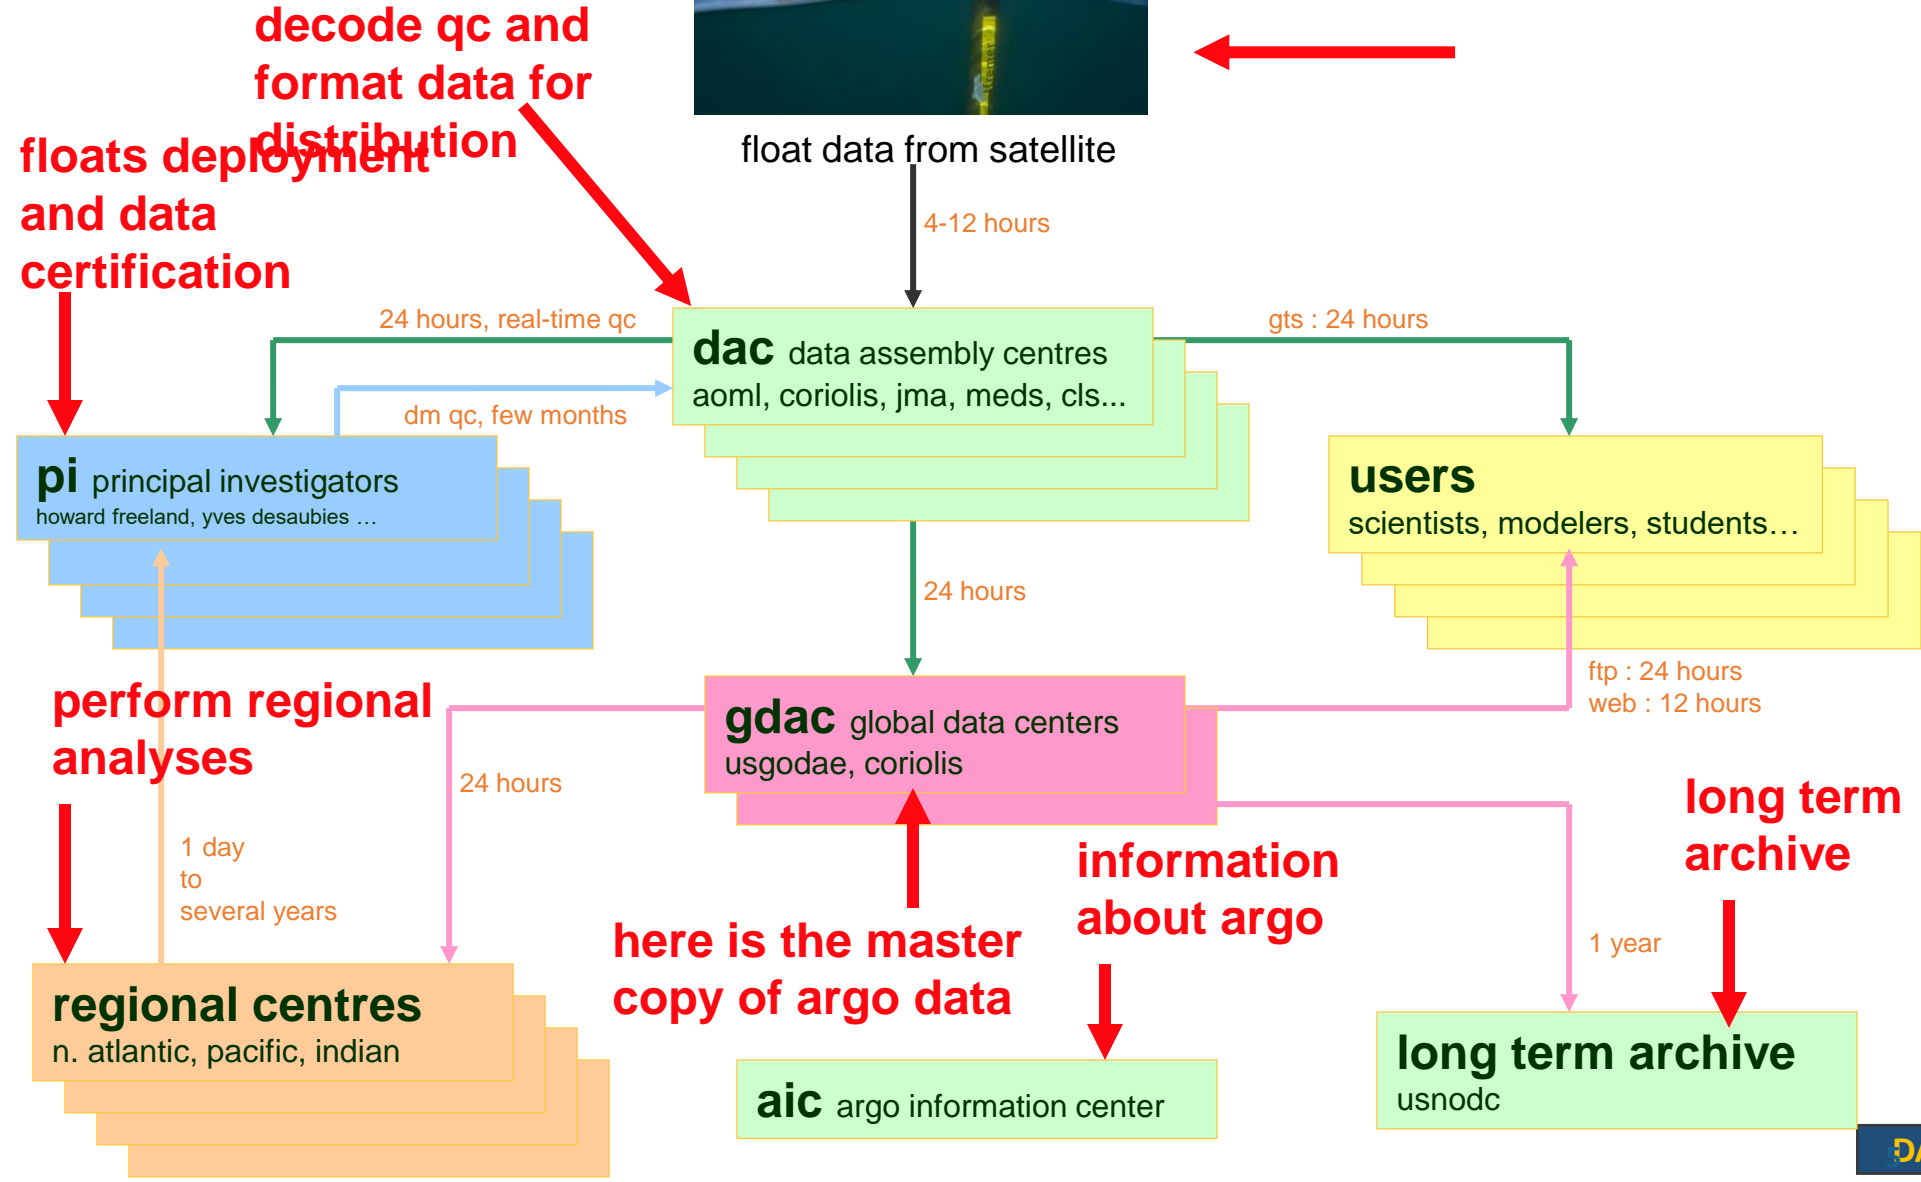 decode qc and
format data for
distribution
floats deployment
and data
certification
float data from satellite
4-12 hours
24 hours, real-time qc
gts : 24 hours
dac data assembly centres
aoml, coriolis, jma, meds, cls...
dm qc, few months
pi principal investigators
howard freeland, yves desaubies …
users
scientists, modelers, students…
24 hours
ftp : 24 hours
web : 12 hours
perform regional
analyses
gdac global data centers
usgodae, coriolis
24 hours
1 day
to
several years
long term
archive
information
about argo
here is the master
copy of argo data
1 year
regional centres
n. atlantic, pacific, indian
aic argo information center
long term archive
usnodc